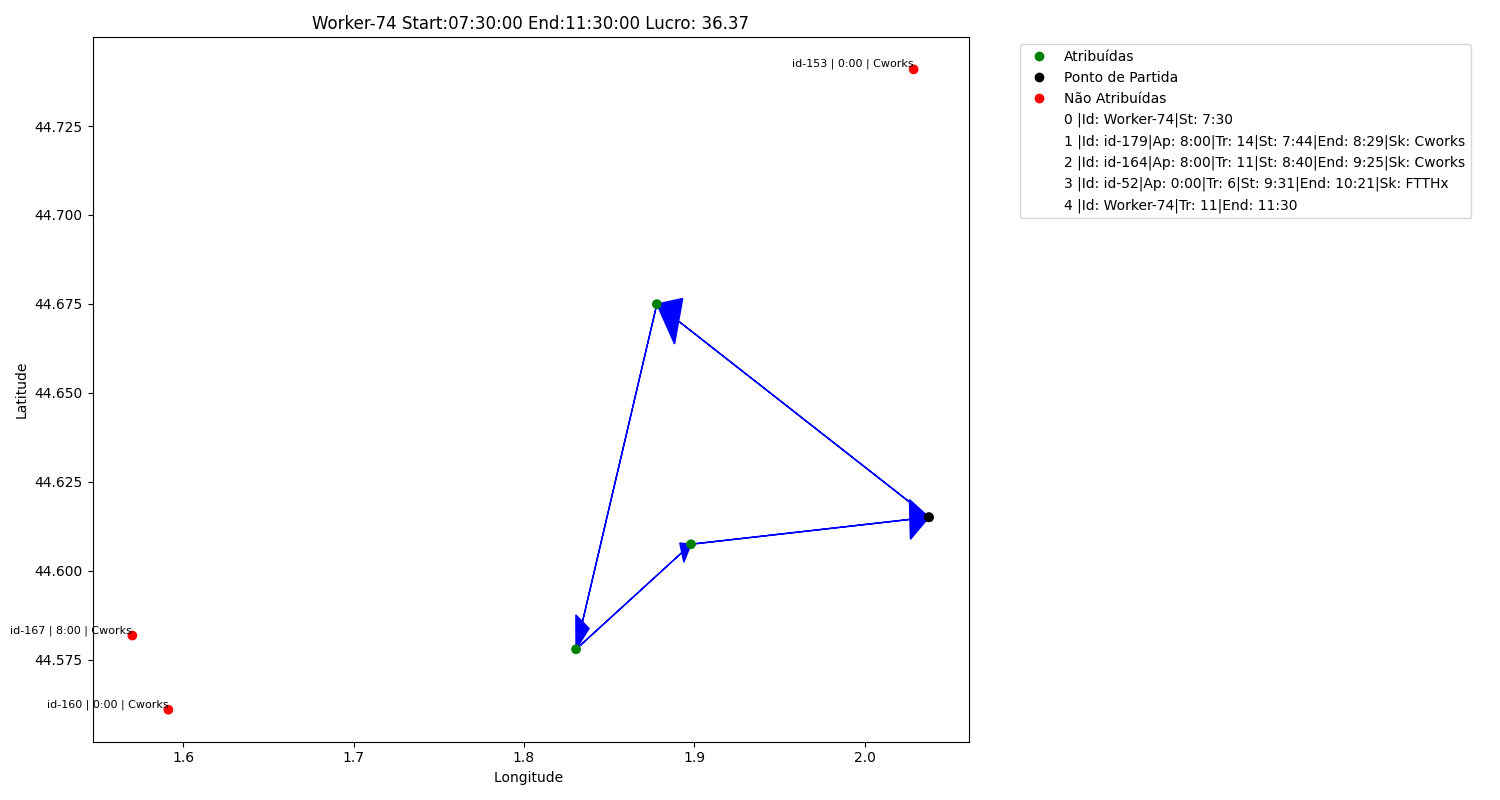 Worker-74 Start:07:30:00 End:11:30:00 Lucro: 36.37
id-153 | 0:00 | Cworks
Atribuídas
Ponto de Partida
Não Atribuídas
0 |Id: Worker-74|St: 7:30
1 |Id: id-179|Ap: 8:00|Tr: 14|St: 7:44|End: 8:29|Sk: Cworks
2 |Id: id-164|Ap: 8:00|Tr: 11|St: 8:40|End: 9:25|Sk: Cworks
3 |Id: id-52|Ap: 0:00|Tr: 6|St: 9:31|End: 10:21|Sk: FTTHx
4 |Id: Worker-74|Tr: 11|End: 11:30
44.725
44.700
44.675
44.650
44.625
44.600
44.575
Latitude
id-167 | 8:00 | Cworks
id-160 | 0:00 | Cworks
1.6
1.7
1.8
1.9
2.0
Longitude